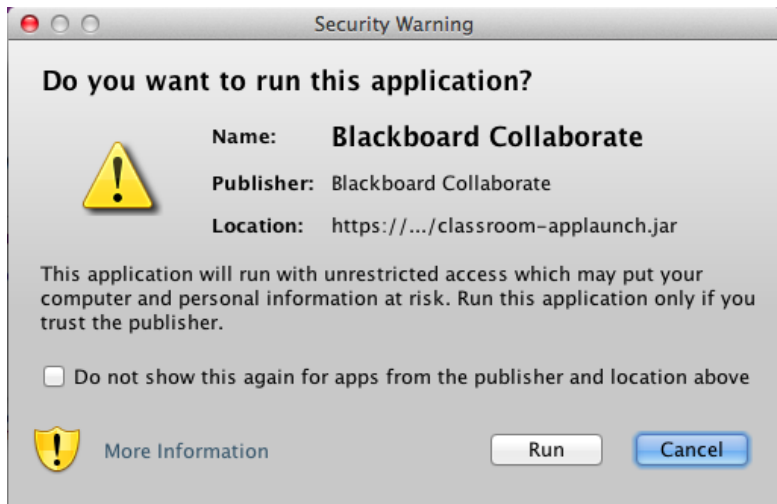 Security Warning
Do you want to run this application?
Name: Blackboard Collaborate
Publisher: Blackboard Collaborate
Location: https://.../classroom-applaunch.jar
This application will run with unrestricted access which may put your
computer and personal information at risk. Run this application only if you
trust the publisher.
Do not show this again for apps from the publisher and location above
More Information Run Cancel